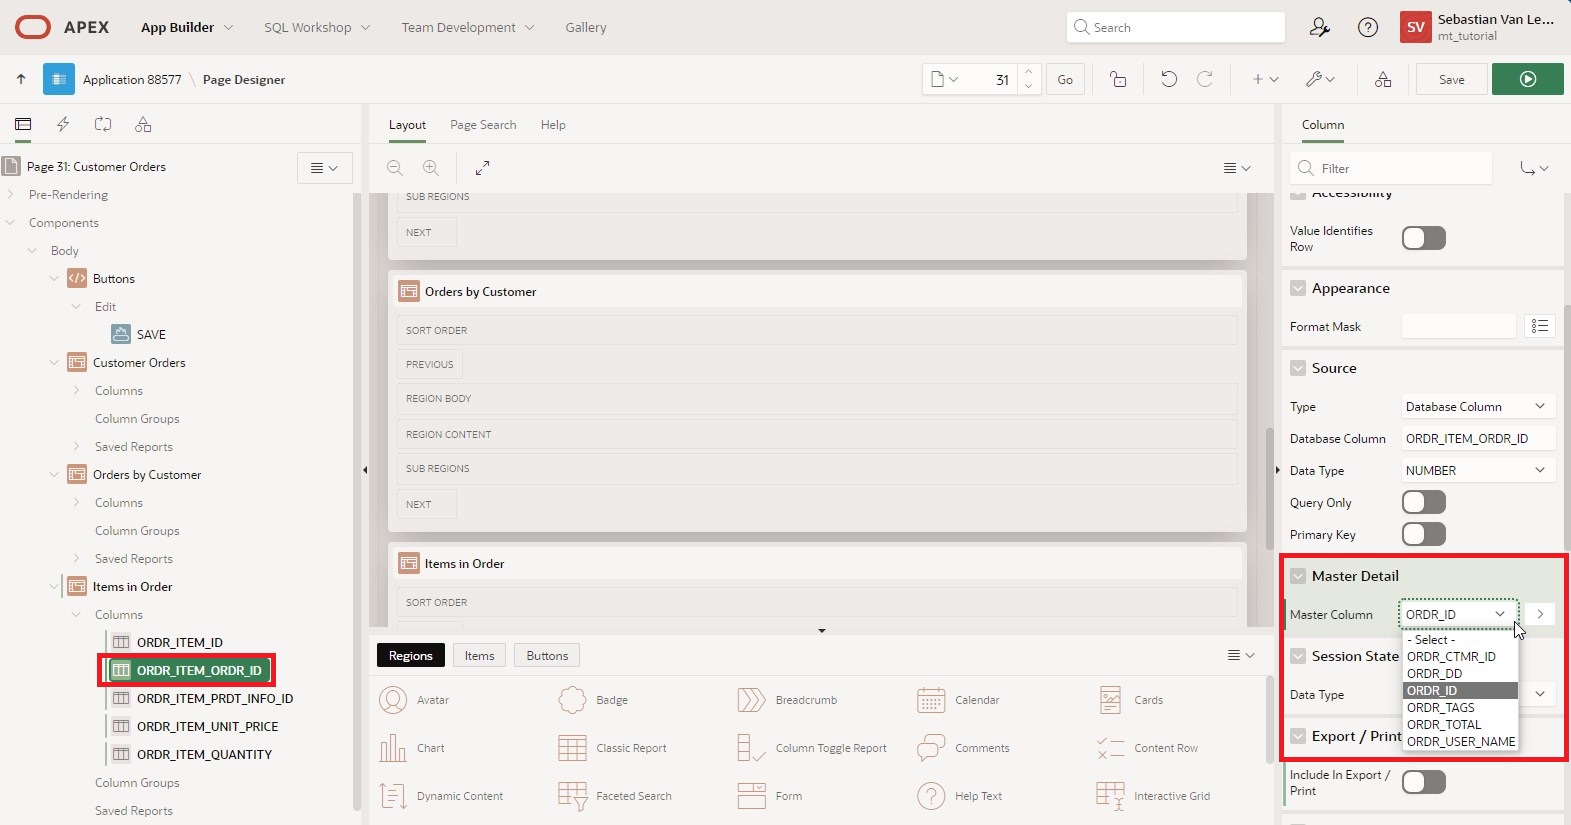 APEX
App Builder
SQL Workshop
Team Development
Gallery
Search
SV
Sebastian Van Le...
mt_tutorial
Application 88577
Page Designer
31
Go
Save
Page 31: Customer Orders
Pre-Rendering
Components
Body
Buttons
Edit
SAVE
Customer Orders
Columns
Column Groups
Saved Reports
Orders by Customer
Columns
Column Groups
Saved Reports
Items in Order
Columns
ORDR_ITEM_ID
ORDR_ITEM_ORDR_ID
ORDR_ITEM_PRDT_INFO_ID
ORDR_ITEM_UNIT_PRICE
ORDR_ITEM_QUANTITY
Column Groups
Saved Reports
Layout
Page Search
Help
SUB REGIONS
NEXT
Orders by Customer
SORT ORDER
PREVIOUS
REGION BODY
REGION CONTENT
SUB REGIONS
NEXT
Items in Order
SORT ORDER
Regions
Items
Buttons
Avatar
Badge
Breadcrumb
Calendar
Cards
Chart
Classic Report
Column Toggle Report
Comments
Content Row
Dynamic Content
Faceted Search
Form
Help Text
Interactive Grid
Column
Filter
Accessibility
Value Identifies
Row
Appearance
Format Mask
Source
Type
Database Column
Database Column
ORDR_ITEM_ORDR_ID
Data Type
NUMBER
Query Only
Primary Key
Master Detail
Master Column
ORDR_ID
- Select -
ORDR_CTMR_ID
ORDR_DD
ORDR_ID
ORDR_TAGS
ORDR_TOTAL
ORDR_USER_NAME
Session State
Data Type
Export / Print
Include In Export /
Print